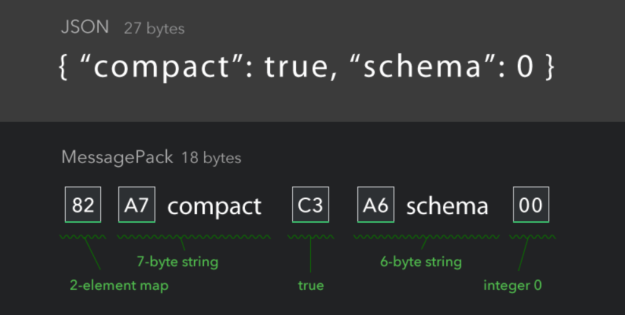 JSON 27 bytes
{ “compact”: true, “schema”: 0 }
MessagePack 18 bytes
82 A7 compact C3 A6 schema 00
7-byte string 6-byte string
2-element map true integer 0